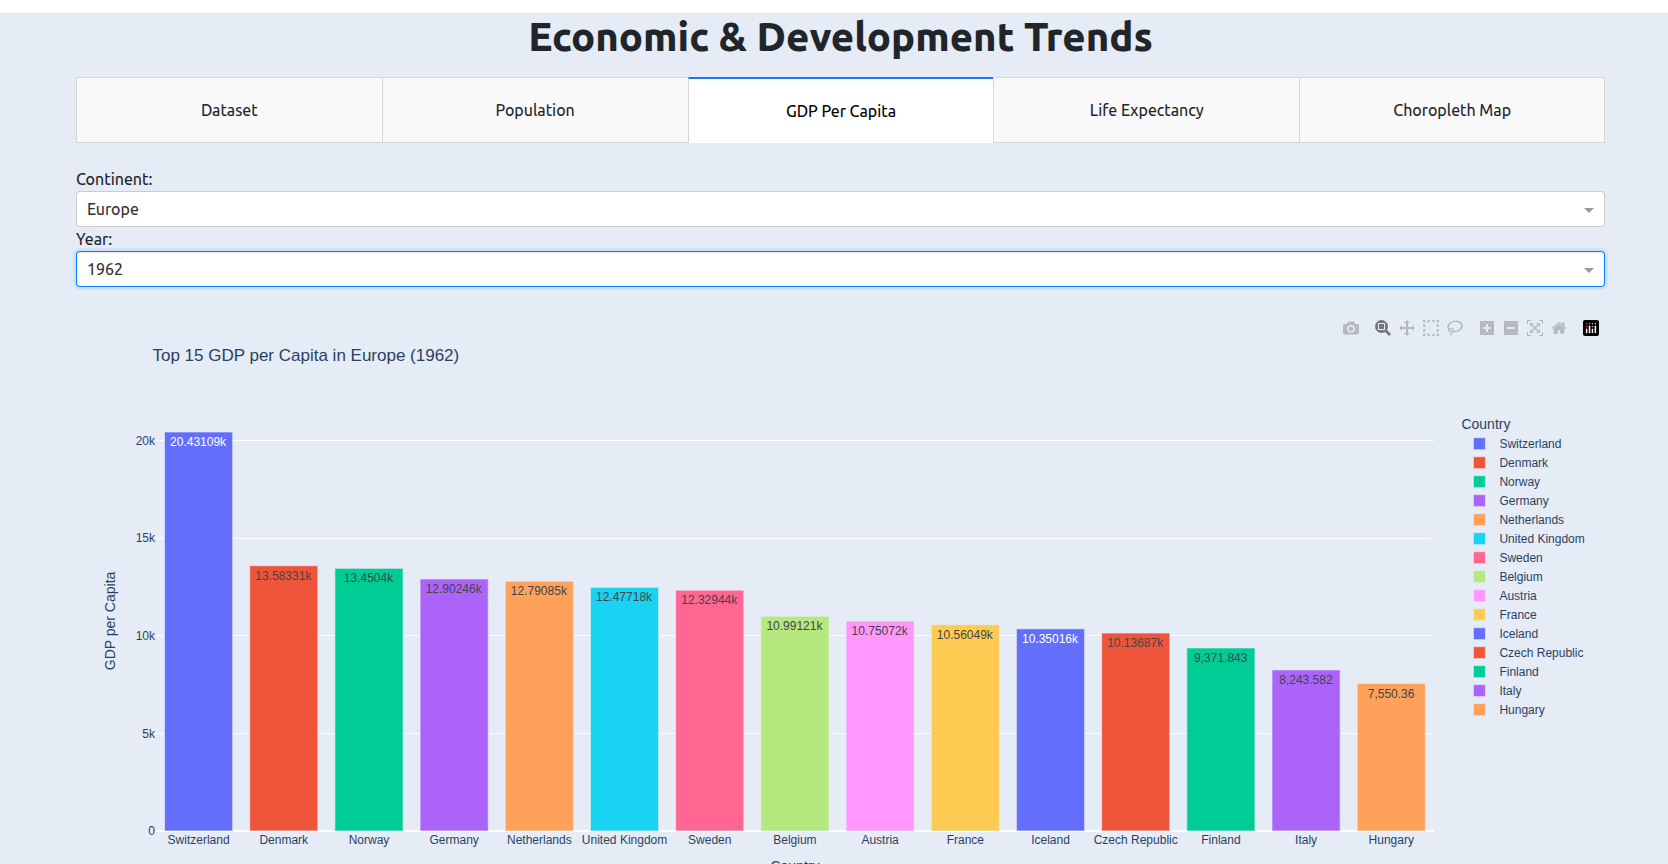 Economic & Development Trends
Dataset
Population
GDP Per Capita
Life Expectancy
Choropleth Map
Continent:
Europe
Year:
1962
Top 15 GDP per Capita in Europe (1962)
GDP per Capita
20k
15k
10k
5k
0
20.43109k
13.58331k
13.4504k
12.90246k
12.79085k
12.47718k
12.32944k
10.99121k
10.75072k
10.56049k
10.35016k
10.13687k
9,371.843
8,243.582
7,550.36
Switzerland
Denmark
Norway
Germany
Netherlands
United Kingdom
Sweden
Belgium
Austria
France
Iceland
Czech Republic
Finland
Italy
Hungary
Country
Country
Switzerland
Denmark
Norway
Germany
Netherlands
United Kingdom
Sweden
Belgium
Austria
France
Iceland
Czech Republic
Finland
Italy
Hungary